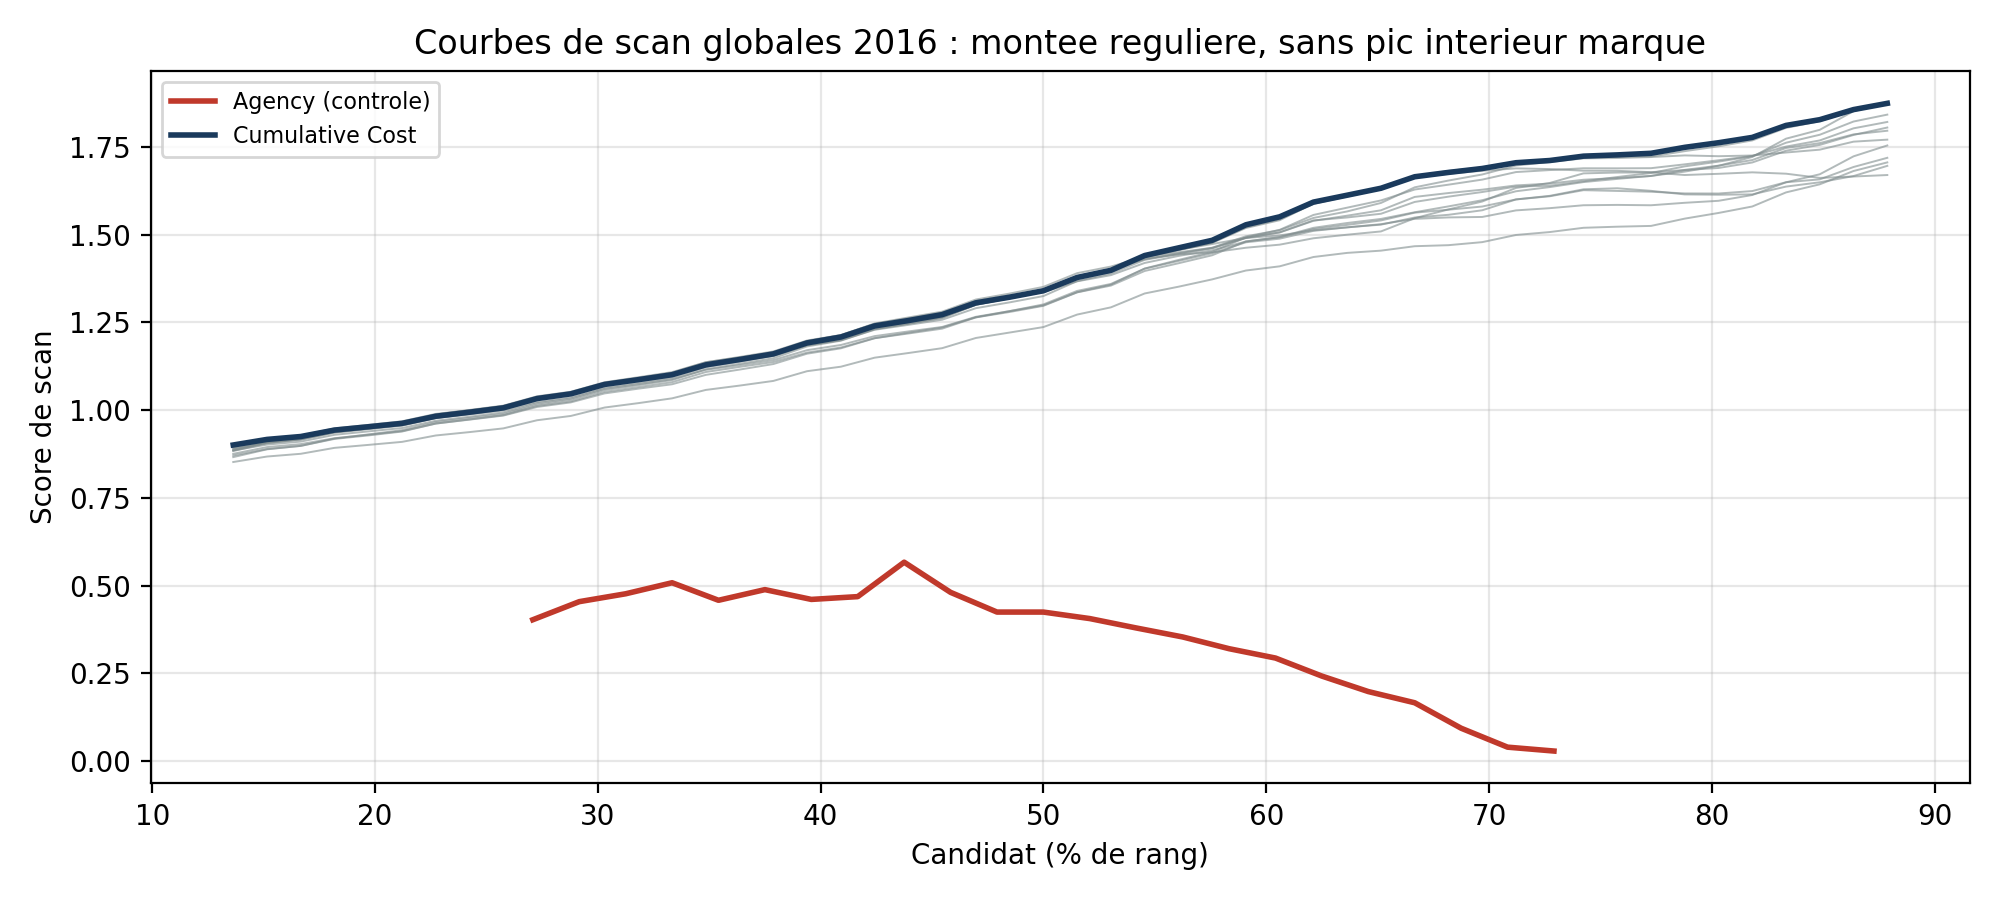 Courbes de scan globales 2016 : montee reguliere, sans pic interieur marque
Agency (controle)
Cumulative Cost
Score de scan
1.75
1.50
1.25
1.00
0.75
0.50
0.25
0.00
10 20 30 40 50 60 70 80 90
Candidat (% de rang)